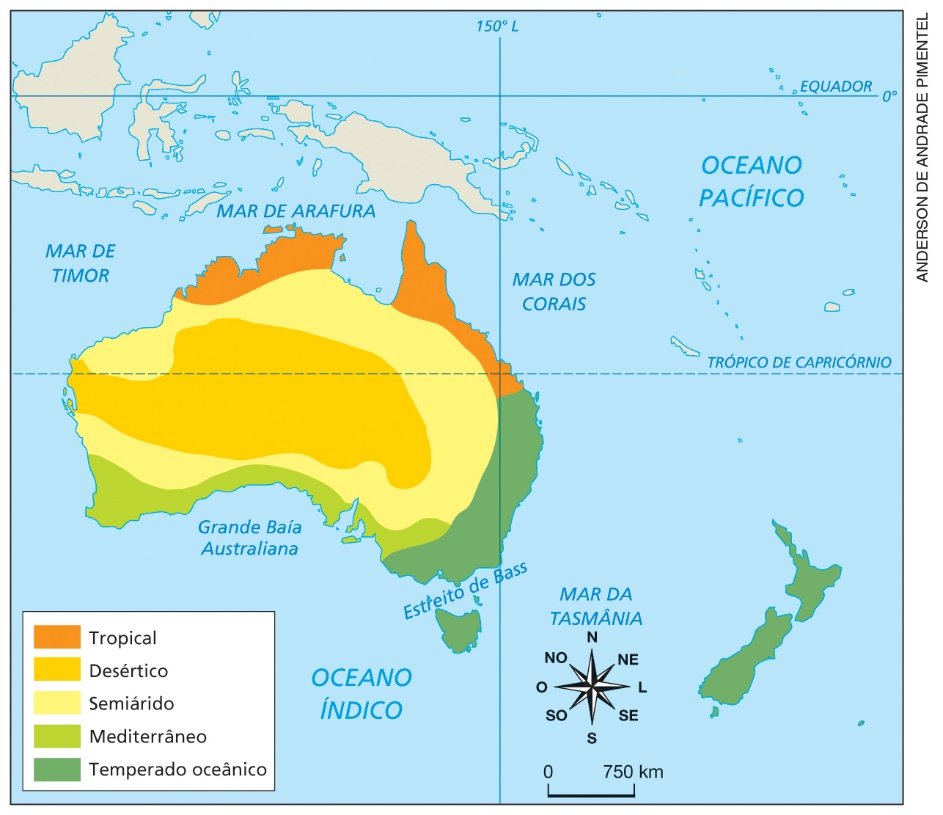 150° L
EQUADOR
0°
OCEANO
PACÍFICO
MAR DE ARAFURA
MAR DE
TIMOR
MAR DOS
CORAIS
TRÓPICO DE CAPRICÓRNIO
Grande Baía
Australiana
Estreito de Bass
MAR DA
TASMÂNIA
OCEANO
ÍNDICO
N
NO
NE
O
L
SO
SE
S
0
750 km
Tropical
Desértico
Semiárido
Mediterrâneo
Temperado oceânico
ANDERSON DE ANDRADE PIMENTEL